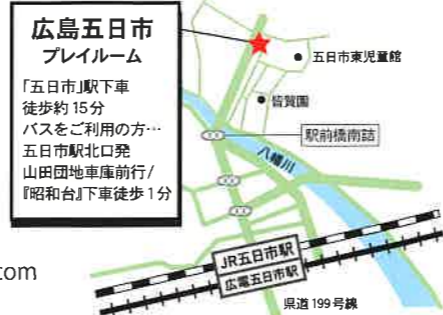 広島五日市
プレイルーム
「五日市」駅下車
徒歩約15分
バスをご利用の方…
五日市駅北口発
山田団地車庫前行/
『昭和台』下車徒歩1分
五日市東児童館
皆賀園
駅前橋南詰
八幡川
JR五日市駅
広電五日市駅
県道199号線
com